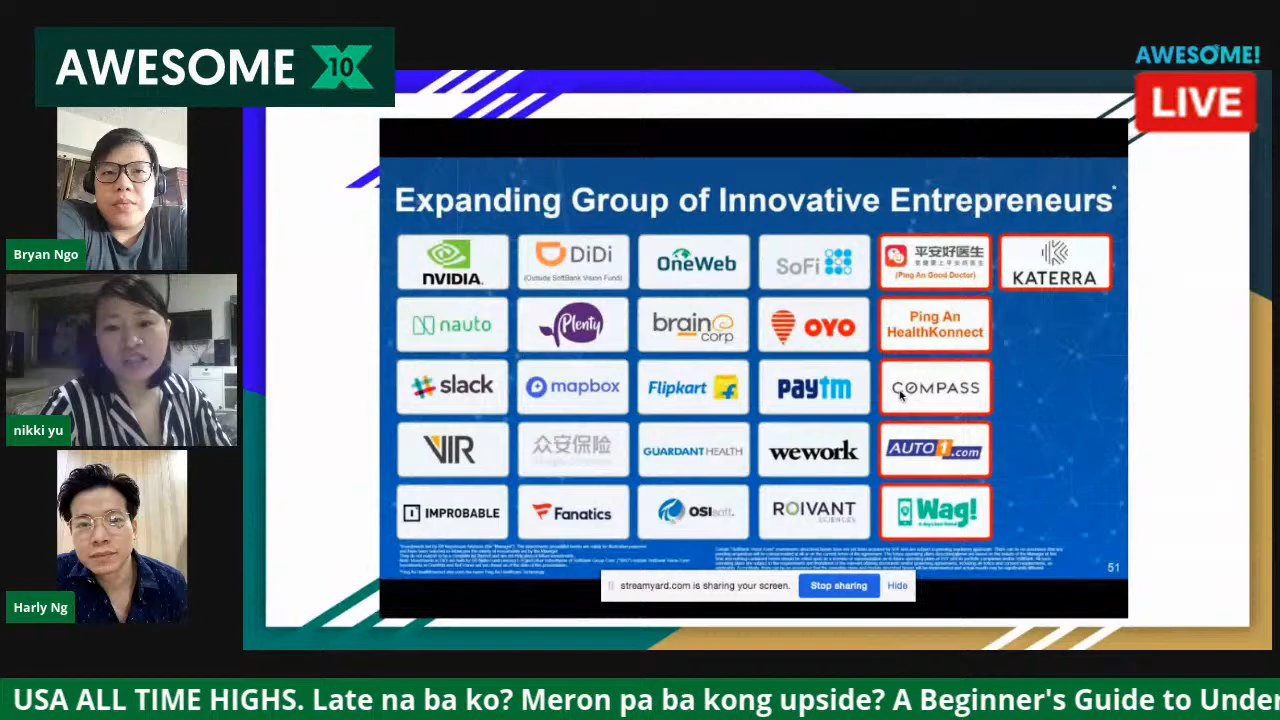 AWESOME X10
AWESOME!
LIVE
Bryan Ngo
nikki yu
Harly Ng
Expanding Group of Innovative Entrepreneurs*
NVIDIA.
DiDi
(Outside SoftBank Vision Fund)
OneWeb
SoFi
平安好医生
(Ping An Good Doctor)
KATERRA
nauto
Plenty
brain corp
OYO
Ping An
HealthKonnect
slack
mapbox
Flipkart
paytm
COMPASS
VIR
众安保险
GUARDANT HEALTH
wework
AUTO1.com
IMPROBABLE
Fanatics
OSIsoft.
ROIVANT
SCIENCES
Wag!
51
streamyard.com is sharing your screen.
Stop sharing
Hide
USA ALL TIME HIGHS. Late na ba ko? Meron pa ba kong upside? A Beginner's Guide to Under